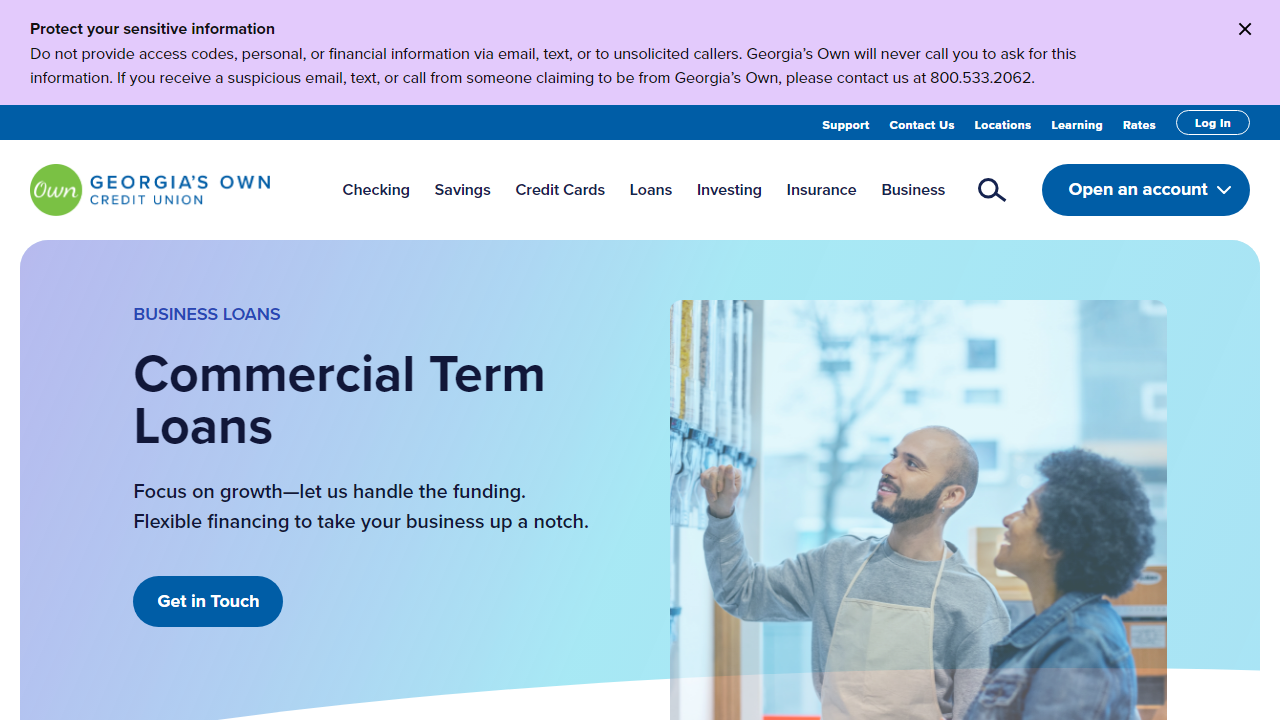 Protect your sensitive information
Do not provide access codes, personal, or financial information via email, text, or to unsolicited callers. Georgia’s Own will never call you to ask for this
information. If you receive a suspicious email, text, or call from someone claiming to be from Georgia’s Own, please contact us at 800.533.2062.
Support Contact Us Locations Learning Rates Log In
Own GEORGIA’S OWN
CREDIT UNION
Checking Savings Credit Cards Loans Investing Insurance Business Open an account
BUSINESS LOANS
Commercial Term
Loans
Focus on growth—let us handle the funding.
Flexible financing to take your business up a notch.
Get in Touch